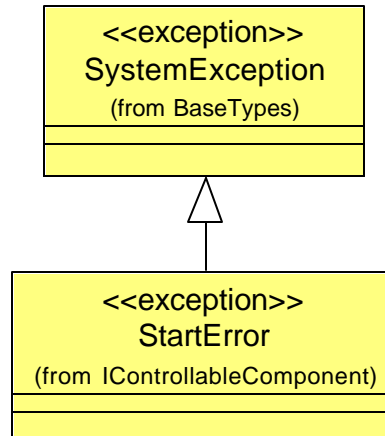 <<exception>>
SystemException
(from BaseTypes)
<<exception>>
StartError
(from IControllableComponent)